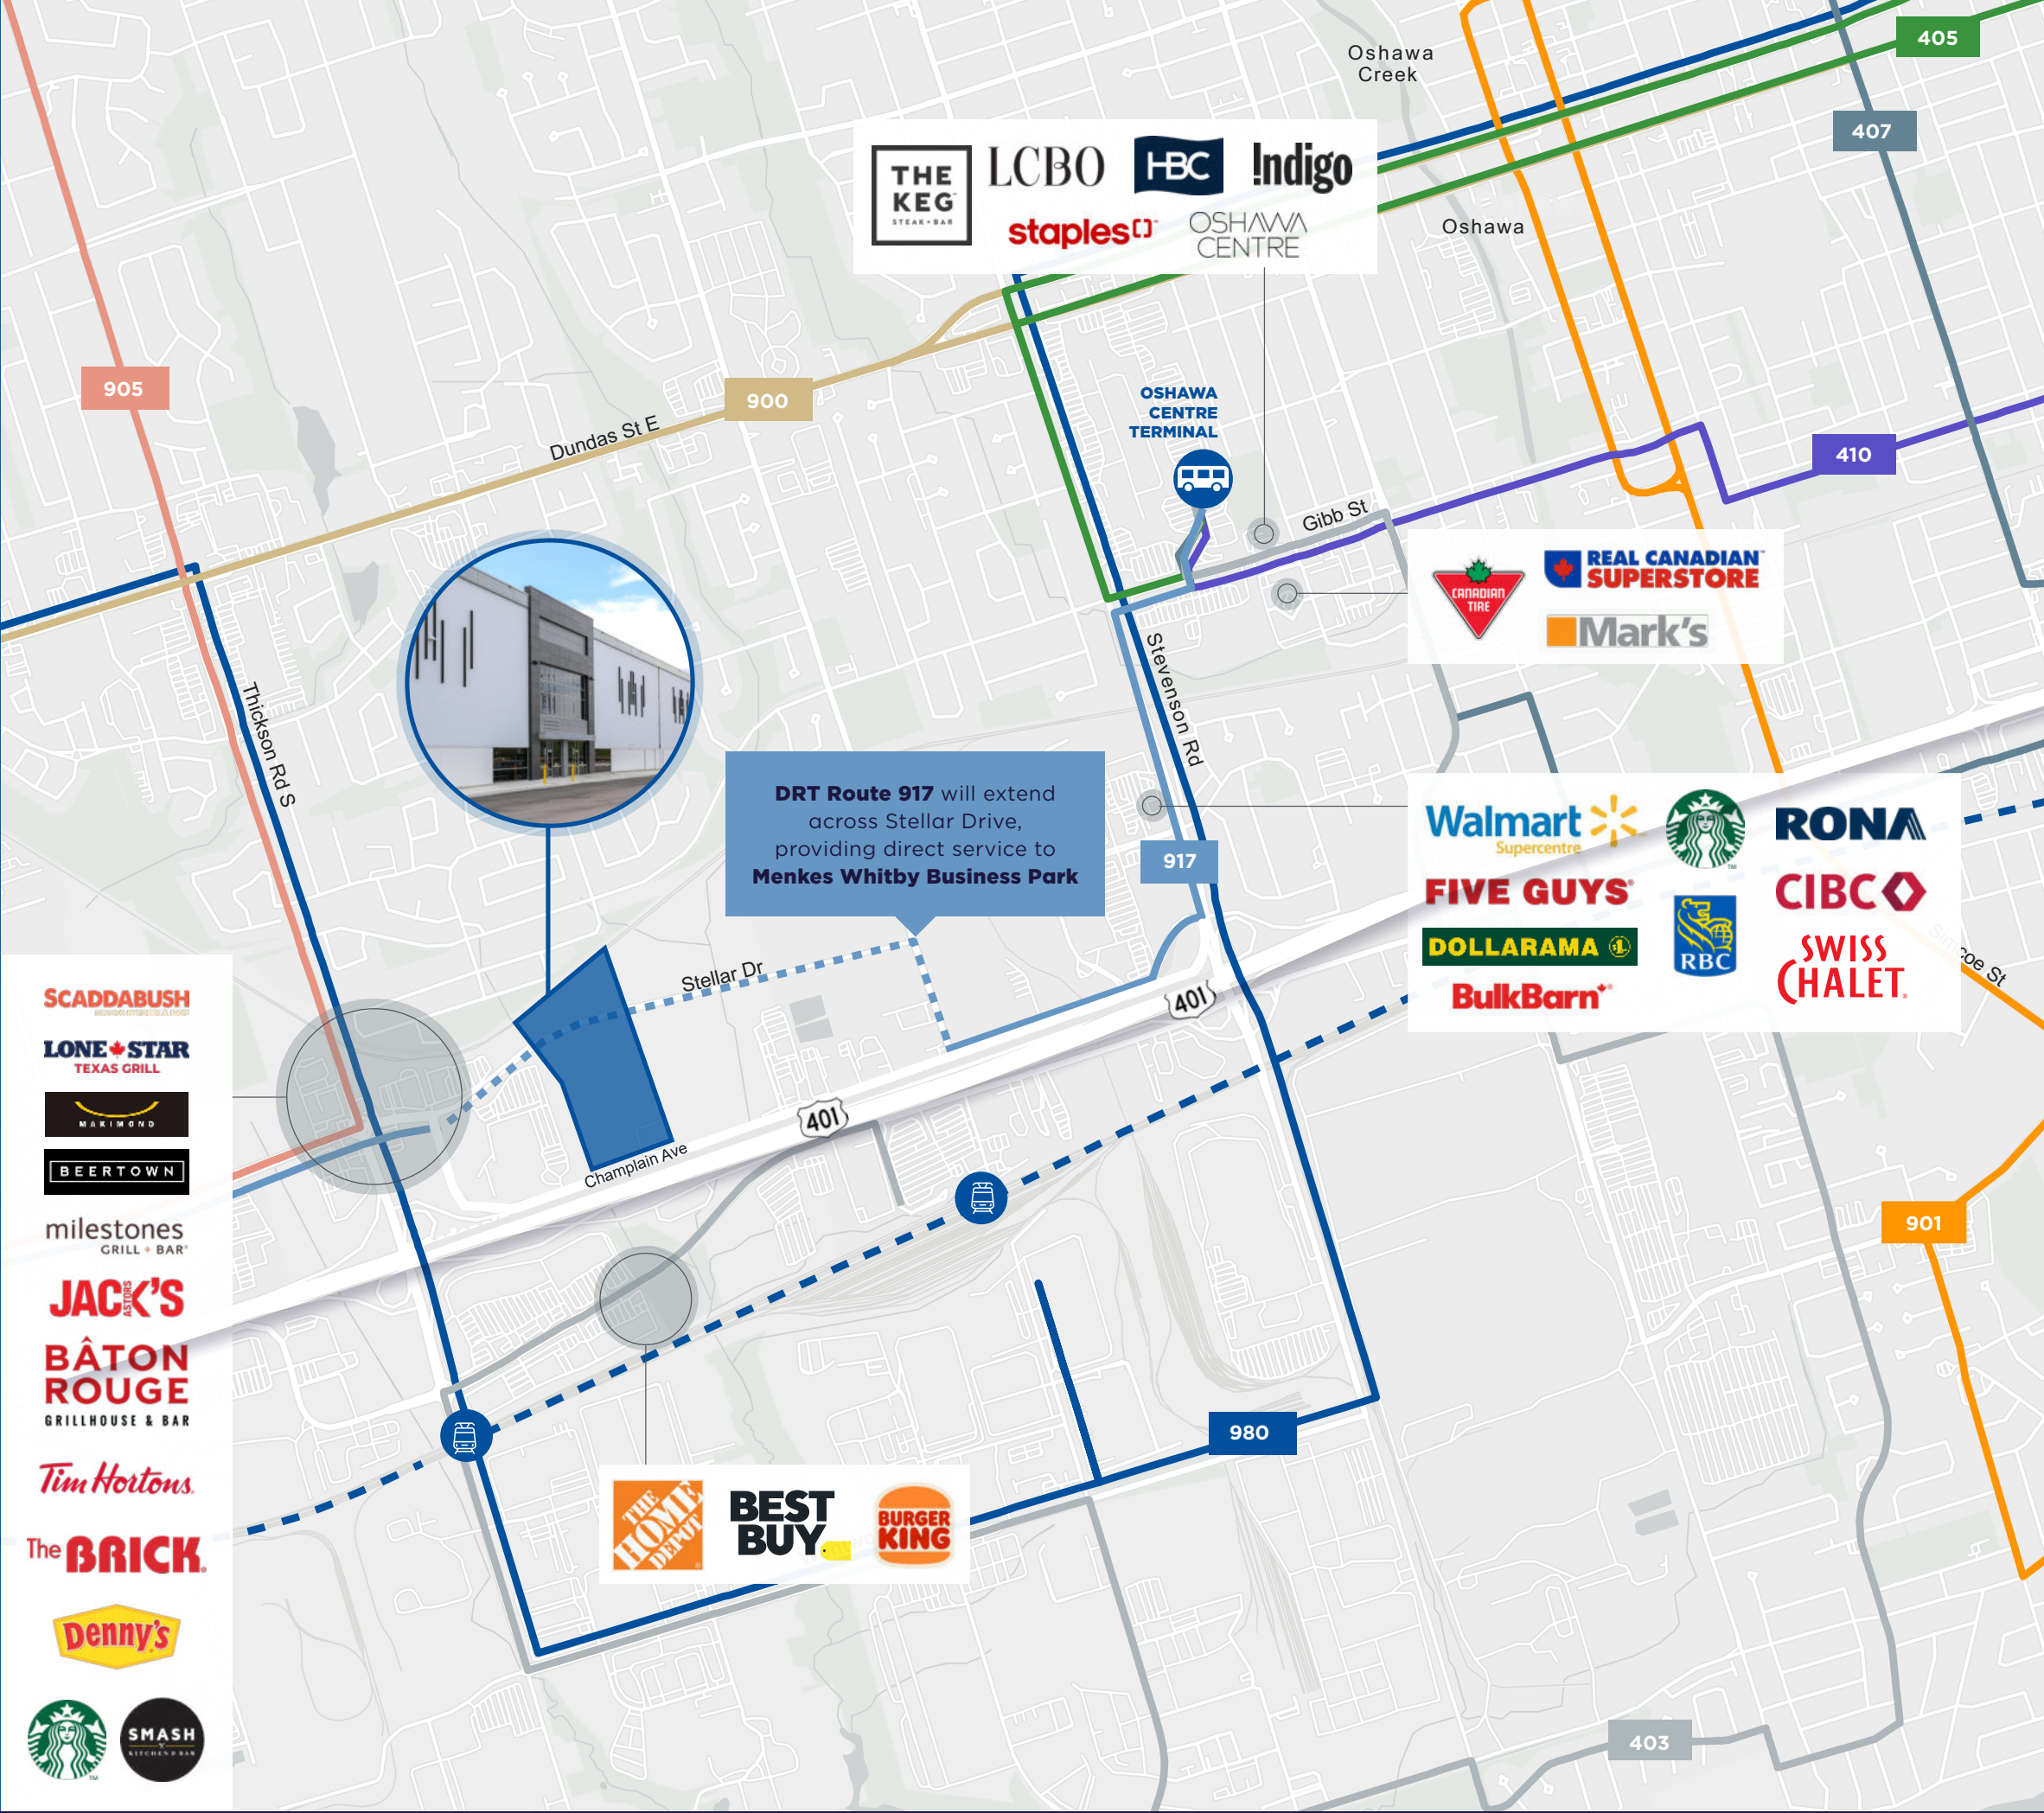 405
Oshawa
Creek
407
THE
KEG
STEAK + BAR
LCBO
HBC
Indigo
staples
OSHAWA
CENTRE
Oshawa
905
900
Dundas St E
OSHAWA
CENTRE
TERMINAL
410
Gibb St
CANADIAN
TIRE
REAL CANADIAN
SUPERSTORE
Mark's
Stevenson Rd
Thickson Rd S
DRT Route 917 will extend
across Stellar Drive,
providing direct service to
Menkes Whitby Business Park
917
Walmart
Supercentre
RONA
FIVE GUYS
CIBC
DOLLARAMA
RBC
SWISS
CHALET
BulkBarn
Simcoe St
Stellar Dr
401
401
Champlain Ave
SCADDABUSH
LONE STAR
TEXAS GRILL
MAKIMONO
BEERTOWN
milestones
GRILL + BAR
JACK'S
ASTORS
BÂTON
ROUGE
GRILLHOUSE & BAR
Tim Hortons
The BRICK
Denny's
SMASH
KITCHEN & BAR
901
980
THE
HOME
DEPOT
BEST
BUY
BURGER
KING
403